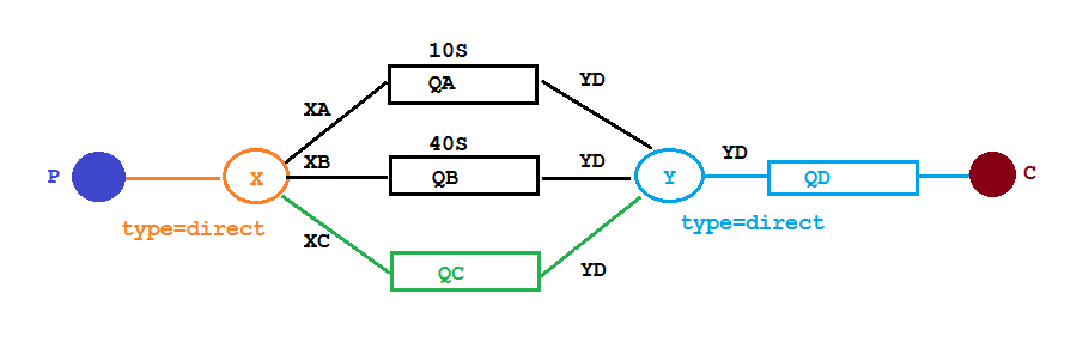 10S
QA
YD
XA
40S
XB
QB
YD
YD
P
X
Y
QD
C
type=direct
type=direct
XC
QC
YD